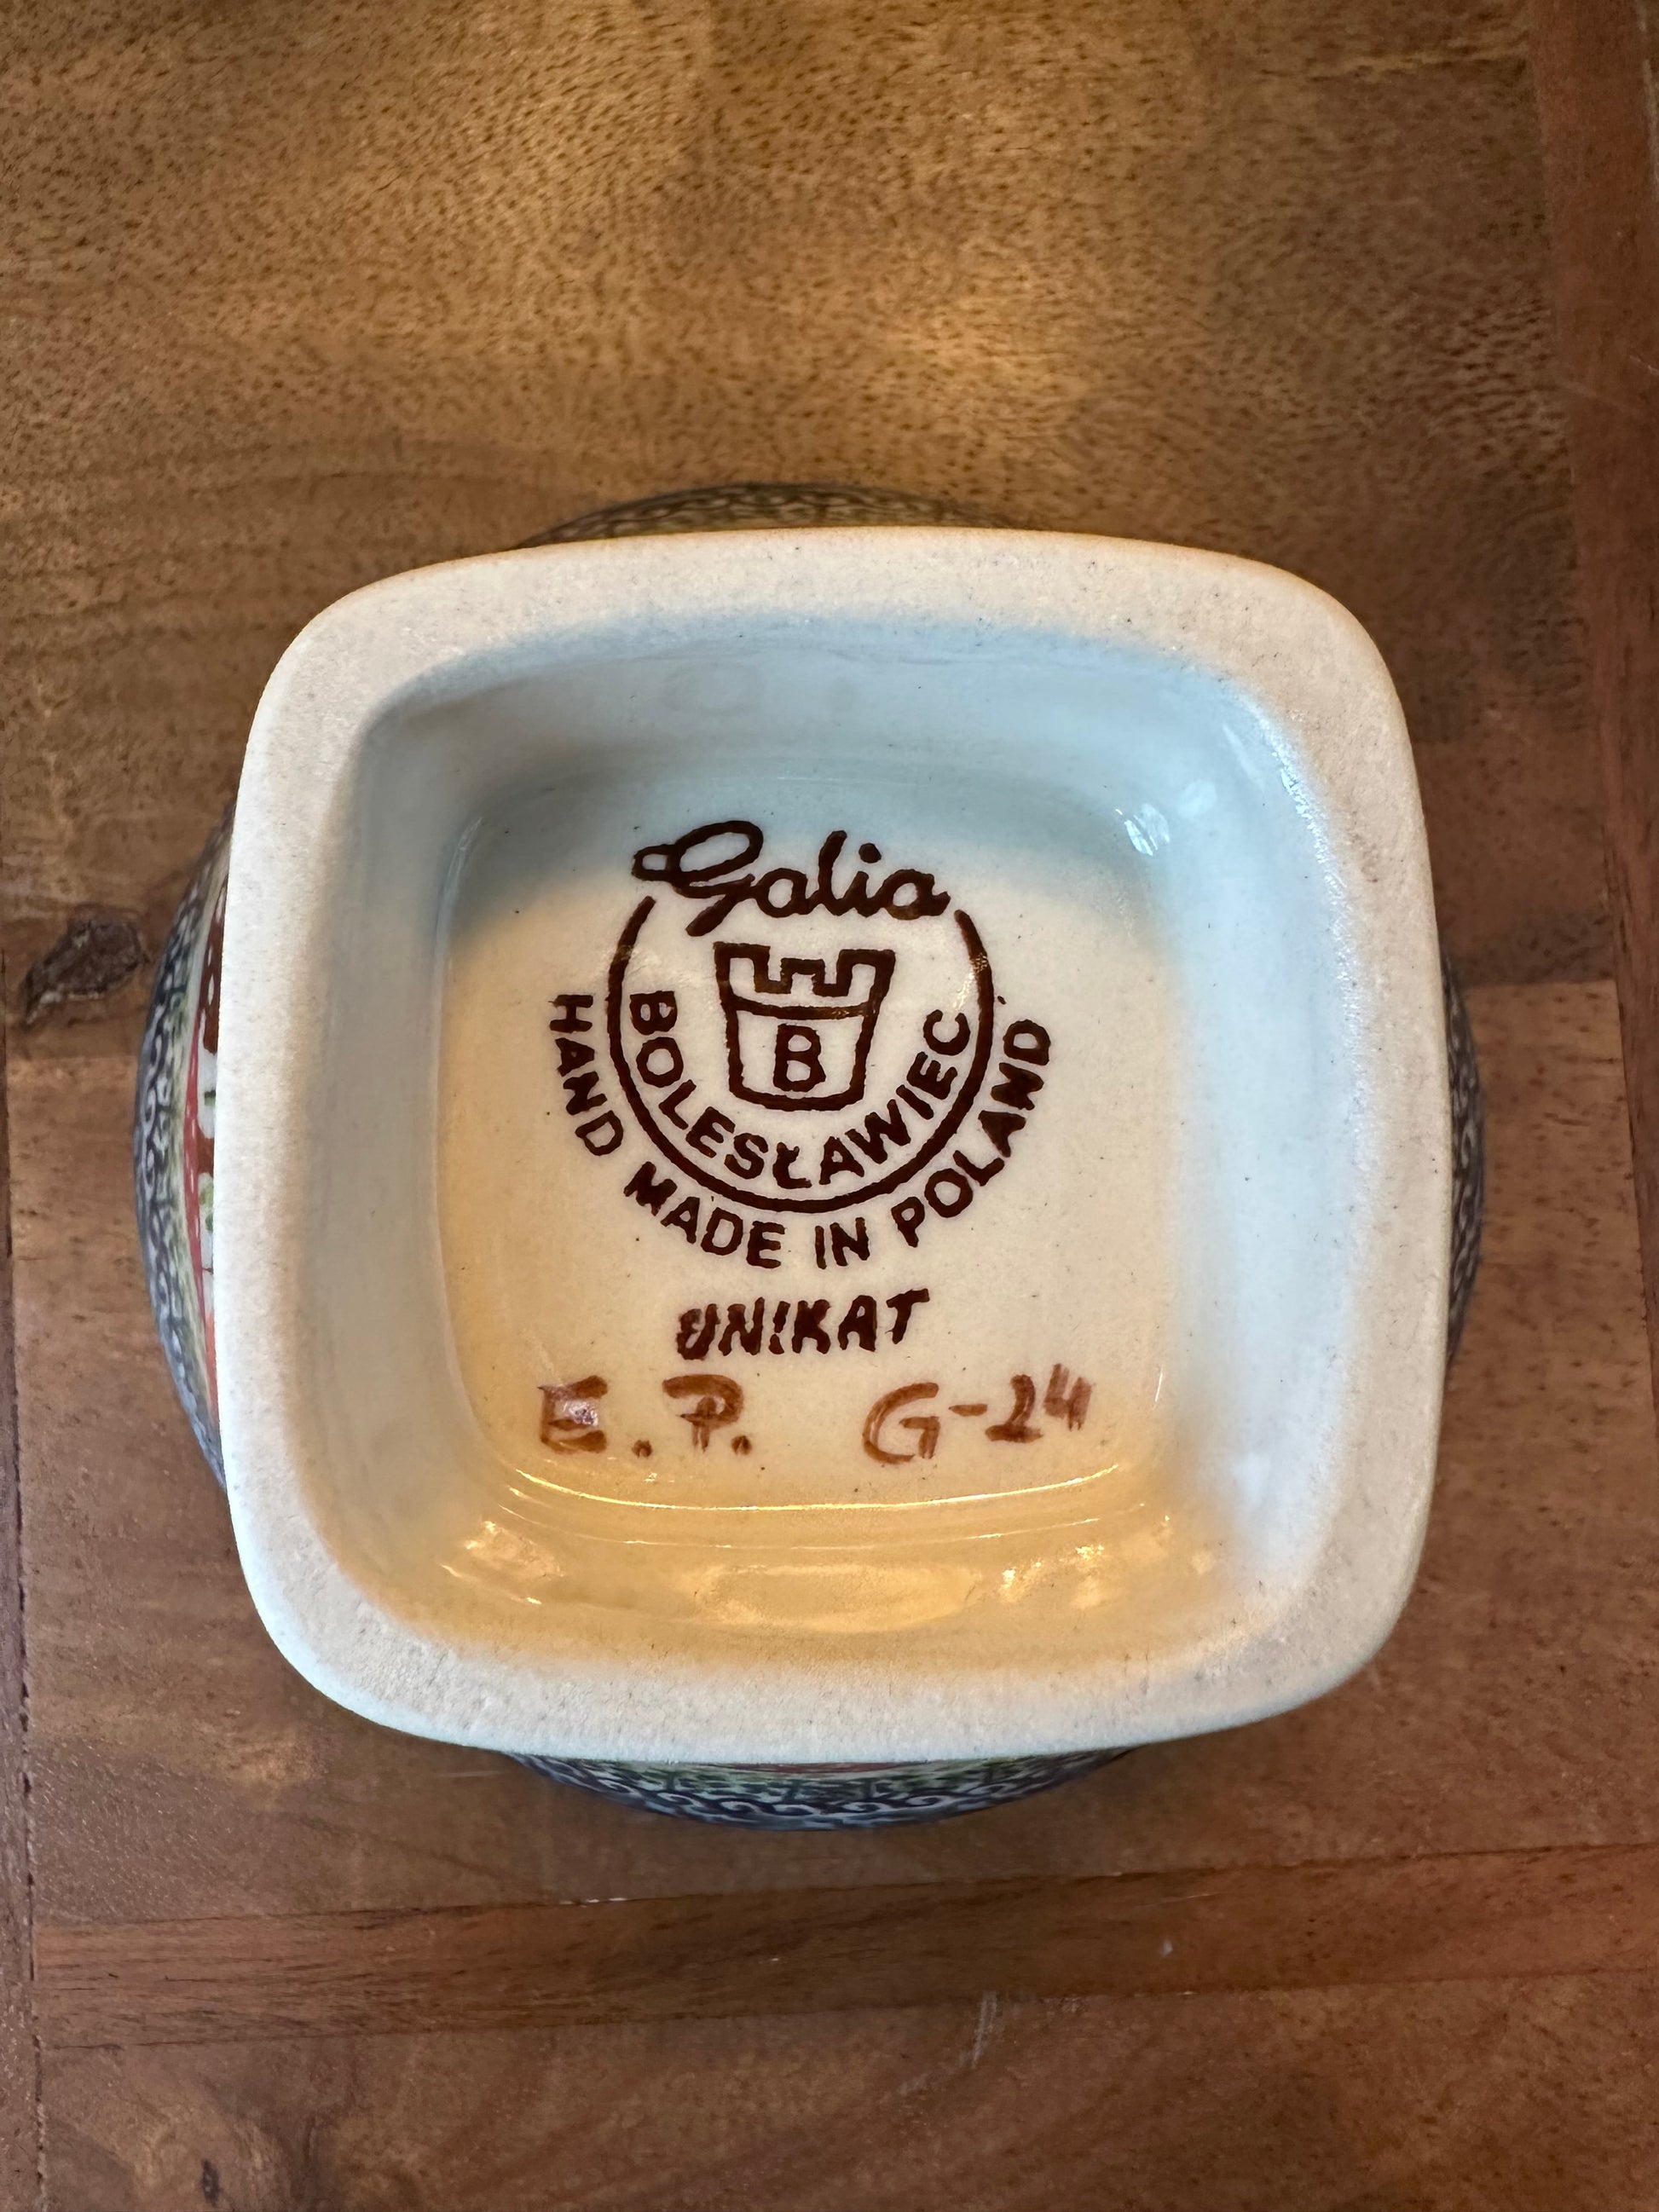 Galia
B
BOLESŁAWIEC
HAND MADE IN POLAND
UNIKAT
E.P. G-24